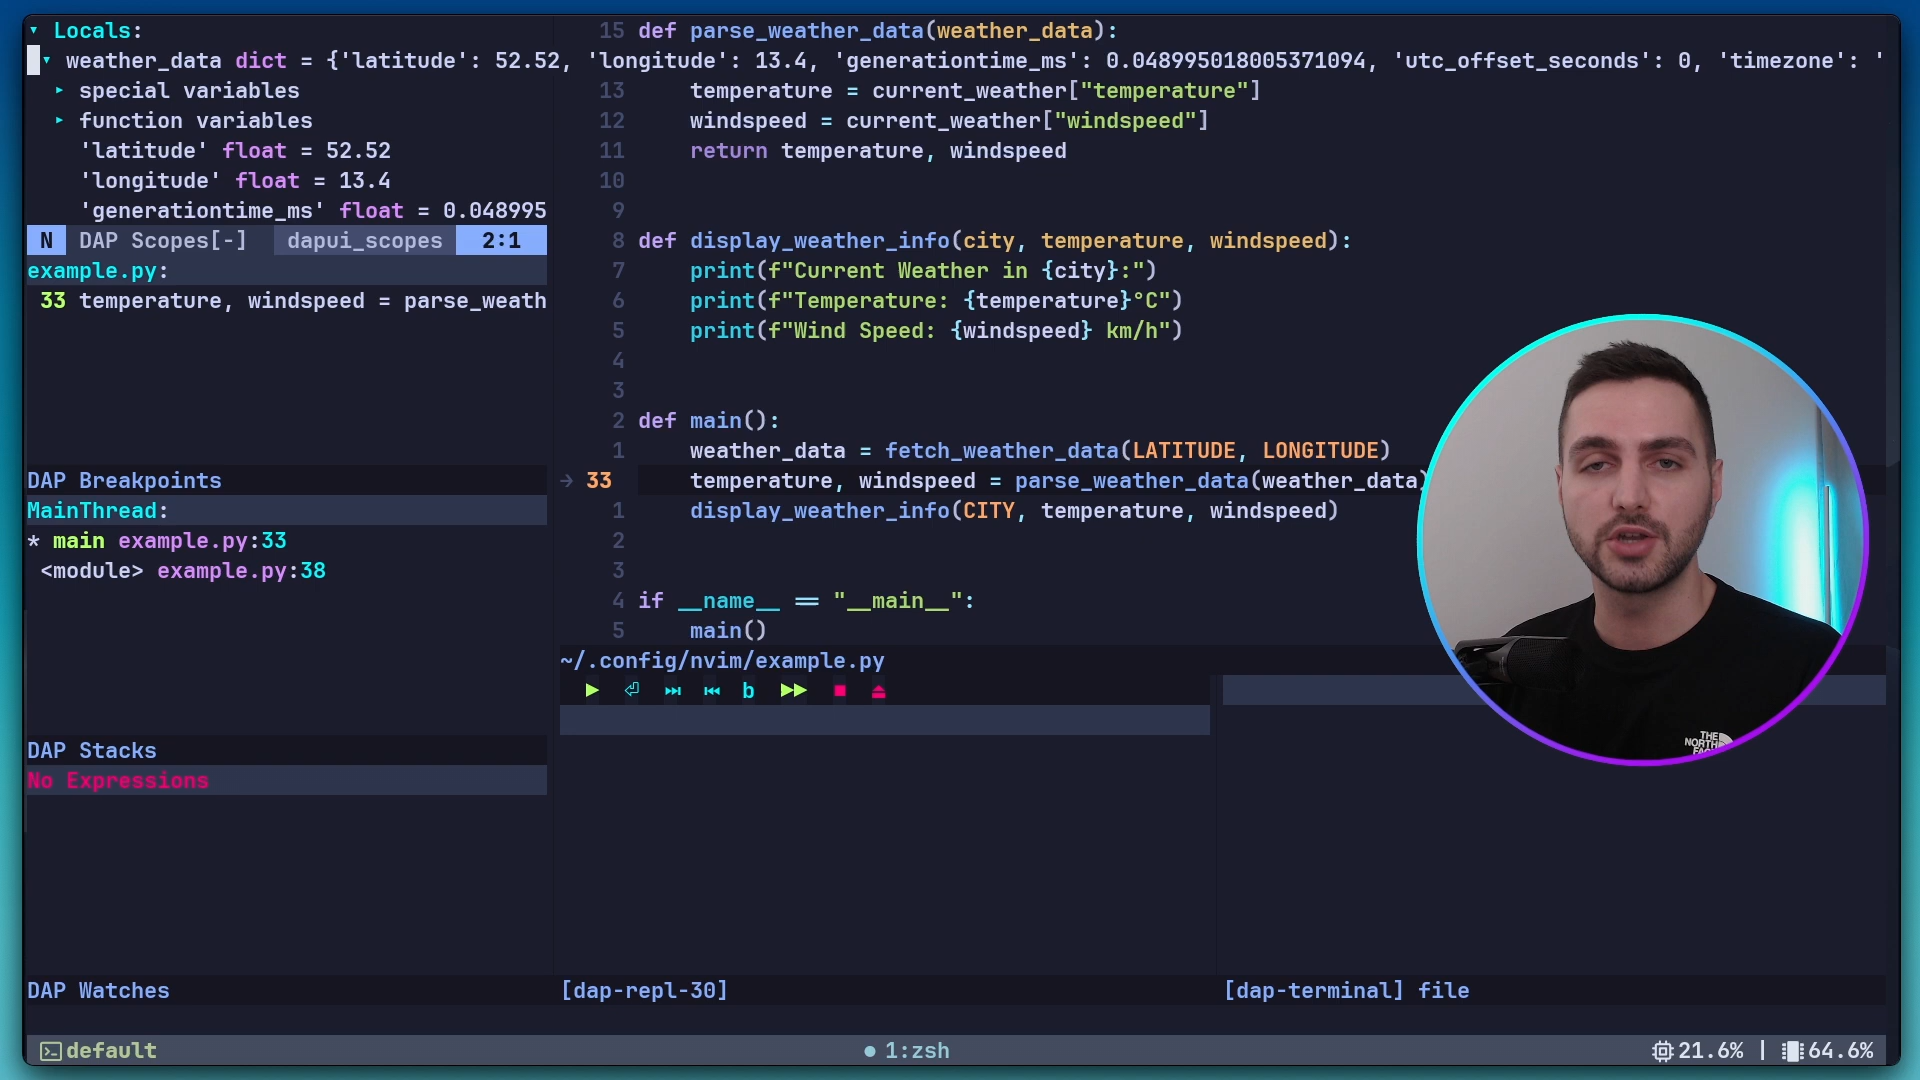 Locals:
weather_data dict = {'latitude': 52.52, 'longitude': 13.4, 'generationtime_ms': 0.048995018005371094, 'utc_offset_seconds': 0, 'timezone': '
special variables
function variables
'latitude' float = 52.52
'longitude' float = 13.4
'generationtime_ms' float = 0.048995
N DAP Scopes[-] dapui_scopes 2:1
example.py:
33 temperature, windspeed = parse_weath
DAP Breakpoints
MainThread:
* main example.py:33
<module> example.py:38
DAP Stacks
No Expressions
DAP Watches
15 def parse_weather_data(weather_data):
13 temperature = current_weather["temperature"]
12 windspeed = current_weather["windspeed"]
11 return temperature, windspeed
10
9
8 def display_weather_info(city, temperature, windspeed):
7 print(f"Current Weather in {city}:")
6 print(f"Temperature: {temperature}°C")
5 print(f"Wind Speed: {windspeed} km/h")
4
3
2 def main():
1 weather_data = fetch_weather_data(LATITUDE, LONGITUDE)
→ 33 temperature, windspeed = parse_weather_data(weather_data)
1 display_weather_info(CITY, temperature, windspeed)
2
3
4 if __name__ == "__main__":
5 main()
~/.config/nvim/example.py
b
[dap-repl-30]
[dap-terminal] file
THE
NORTH
default
● 1:zsh
21.6% | 64.6%